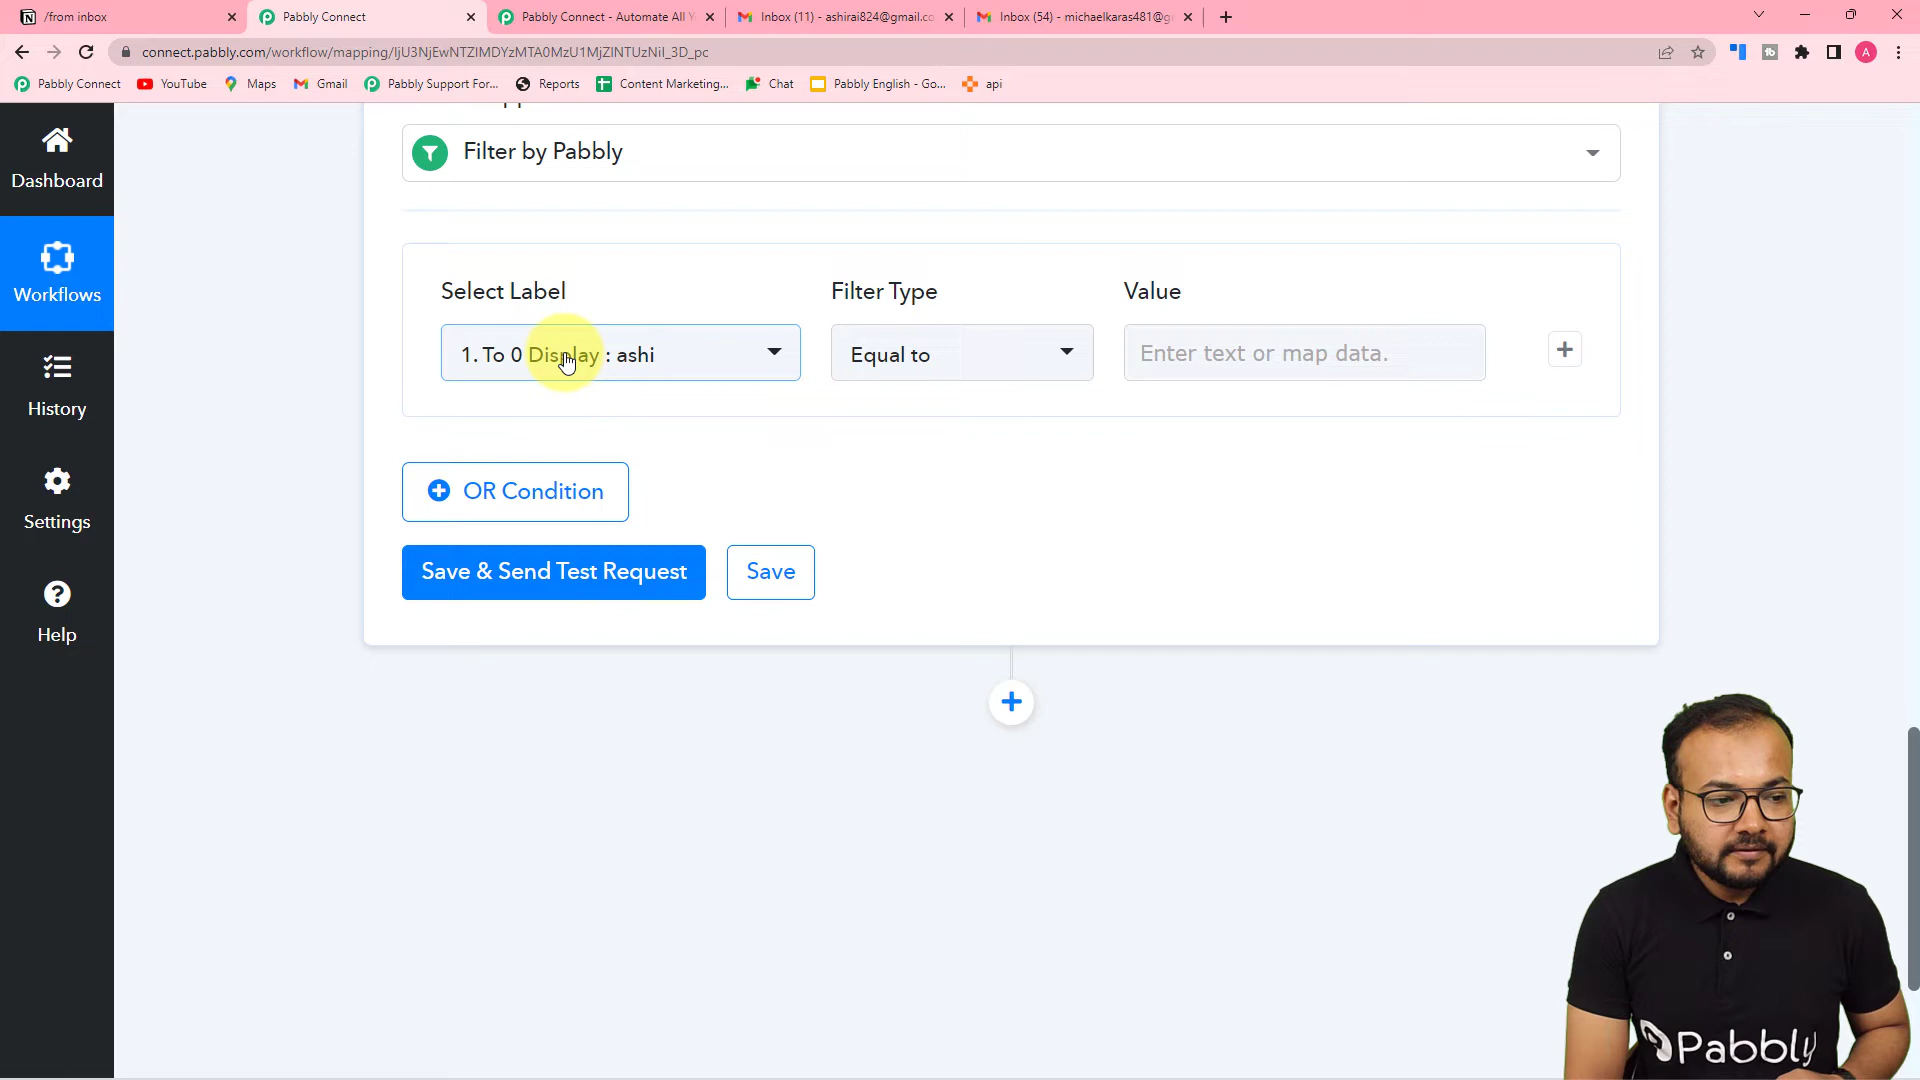 /from inbox
Pabbly Connect
Pabbly Connect - Automate All Y
Inbox (11) - ashirai824@gmail.co
Inbox (54) - michaelkaras481@g
connect.pabbly.com/workflow/mapping/IjU3NjEwNTZlMDYzMTA0MzU1MjZlNTUzNiI_3D_pc
Pabbly Connect
YouTube
Maps
Gmail
Pabbly Support For...
Reports
Content Marketing...
Chat
Pabbly English - Go...
api
A
Dashboard
Workflows
History
Settings
Help
Filter by Pabbly
Select Label
Filter Type
Value
1. To 0 Display : ashi
Equal to
Enter text or map data.
OR Condition
Save & Send Test Request
Save
Pabbly